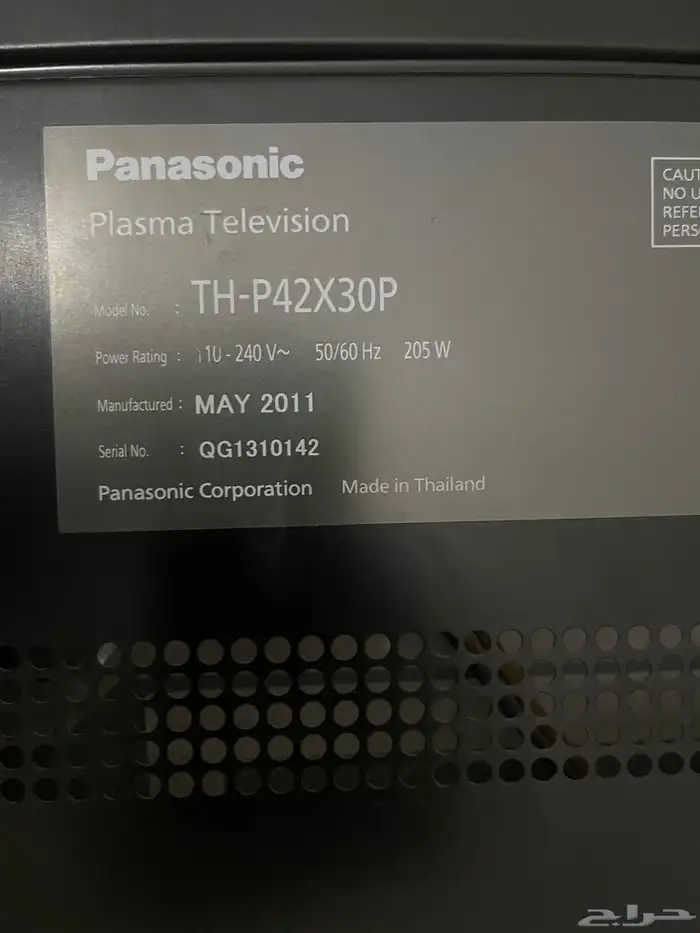 Panasonic
Plasma Television
Model No. : TH-P42X30P
Power Rating : 110 - 240 V~ 50/60 Hz 205 W
Manufactured : MAY 2011
Serial No. : QG1310142
Panasonic Corporation Made in Thailand
CAUT
NO U
REFE
PERS
حراج